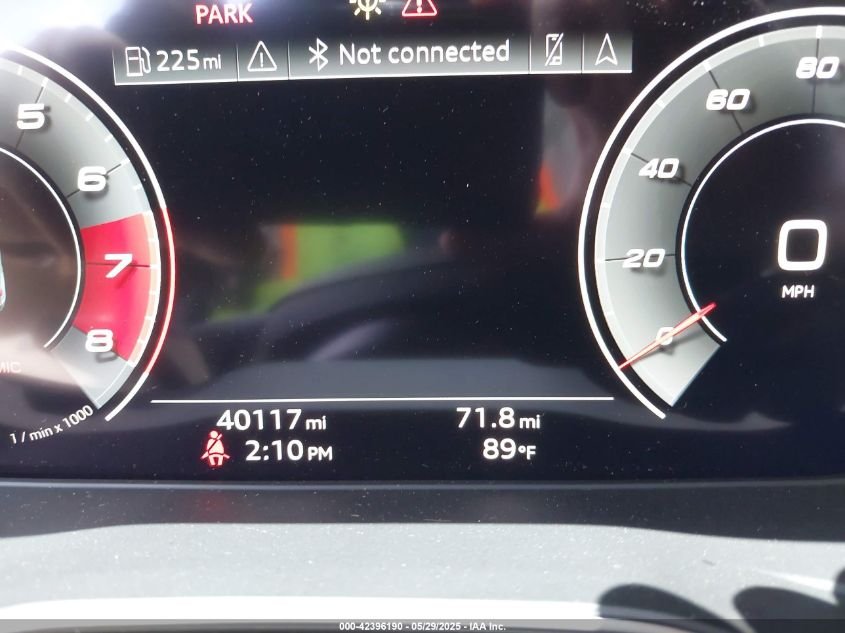 PARK
225mi
Not connected
5
6
7
8
1 / min x 1000
80
60
40
20
0
0
MPH
40117mi
71.8mi
2:10PM
89°F
000-42396190 - 05/29/2025 - IAA Inc.